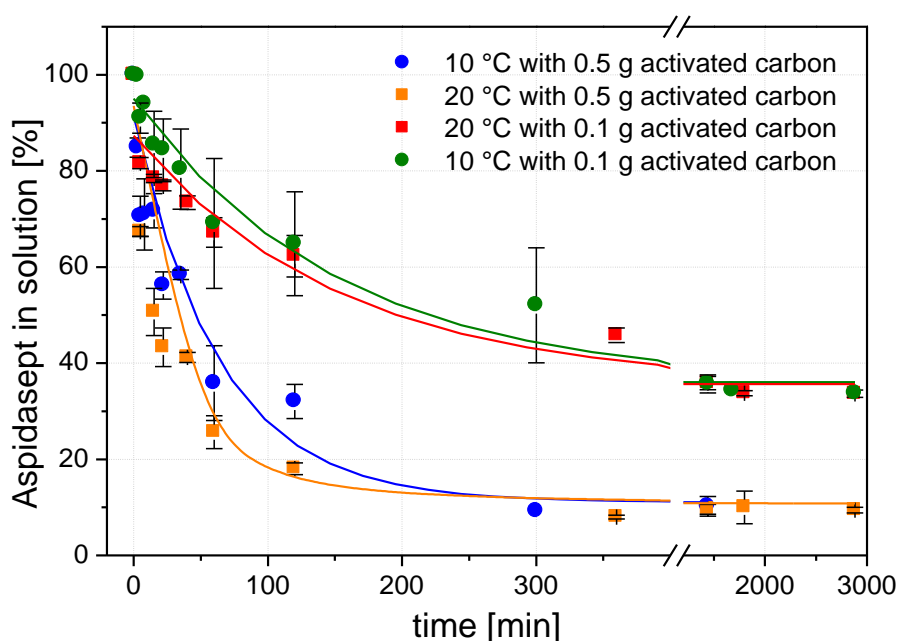 10 °C with 0.5 g activated carbon
20 °C with 0.5 g activated carbon
20 °C with 0.1 g activated carbon
10 °C with 0.1 g activated carbon
Aspidasept in solution [%]
100
80
60
40
20
0
0 100 200 300 2000 3000
time [min]